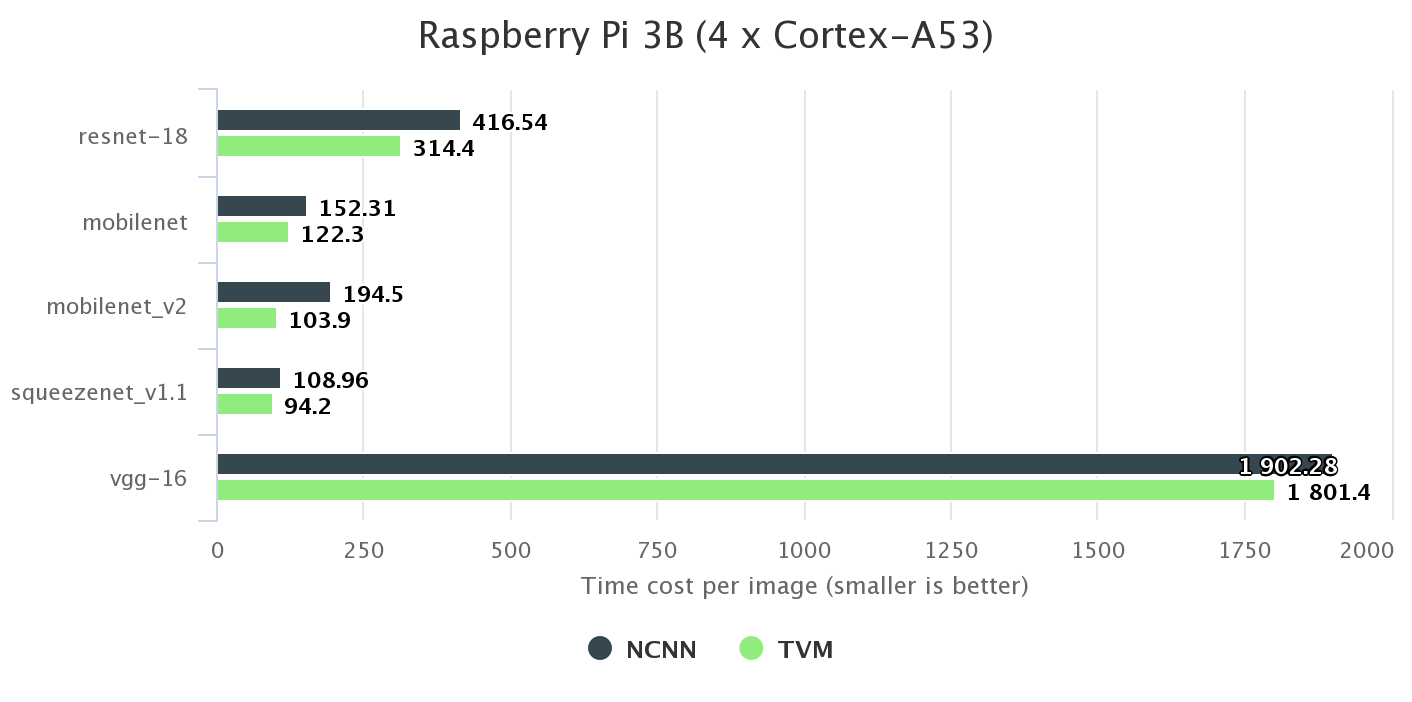 Raspberry Pi 3B (4 x Cortex-A53)
resnet-18
416.54
314.4
mobilenet
152.31
122.3
mobilenet_v2
194.5
103.9
squeezenet_v1.1
108.96
94.2
vgg-16
1 902.28
1 801.4
0 250 500 750 1000 1250 1500 1750 2000
Time cost per image (smaller is better)
NCNN TVM